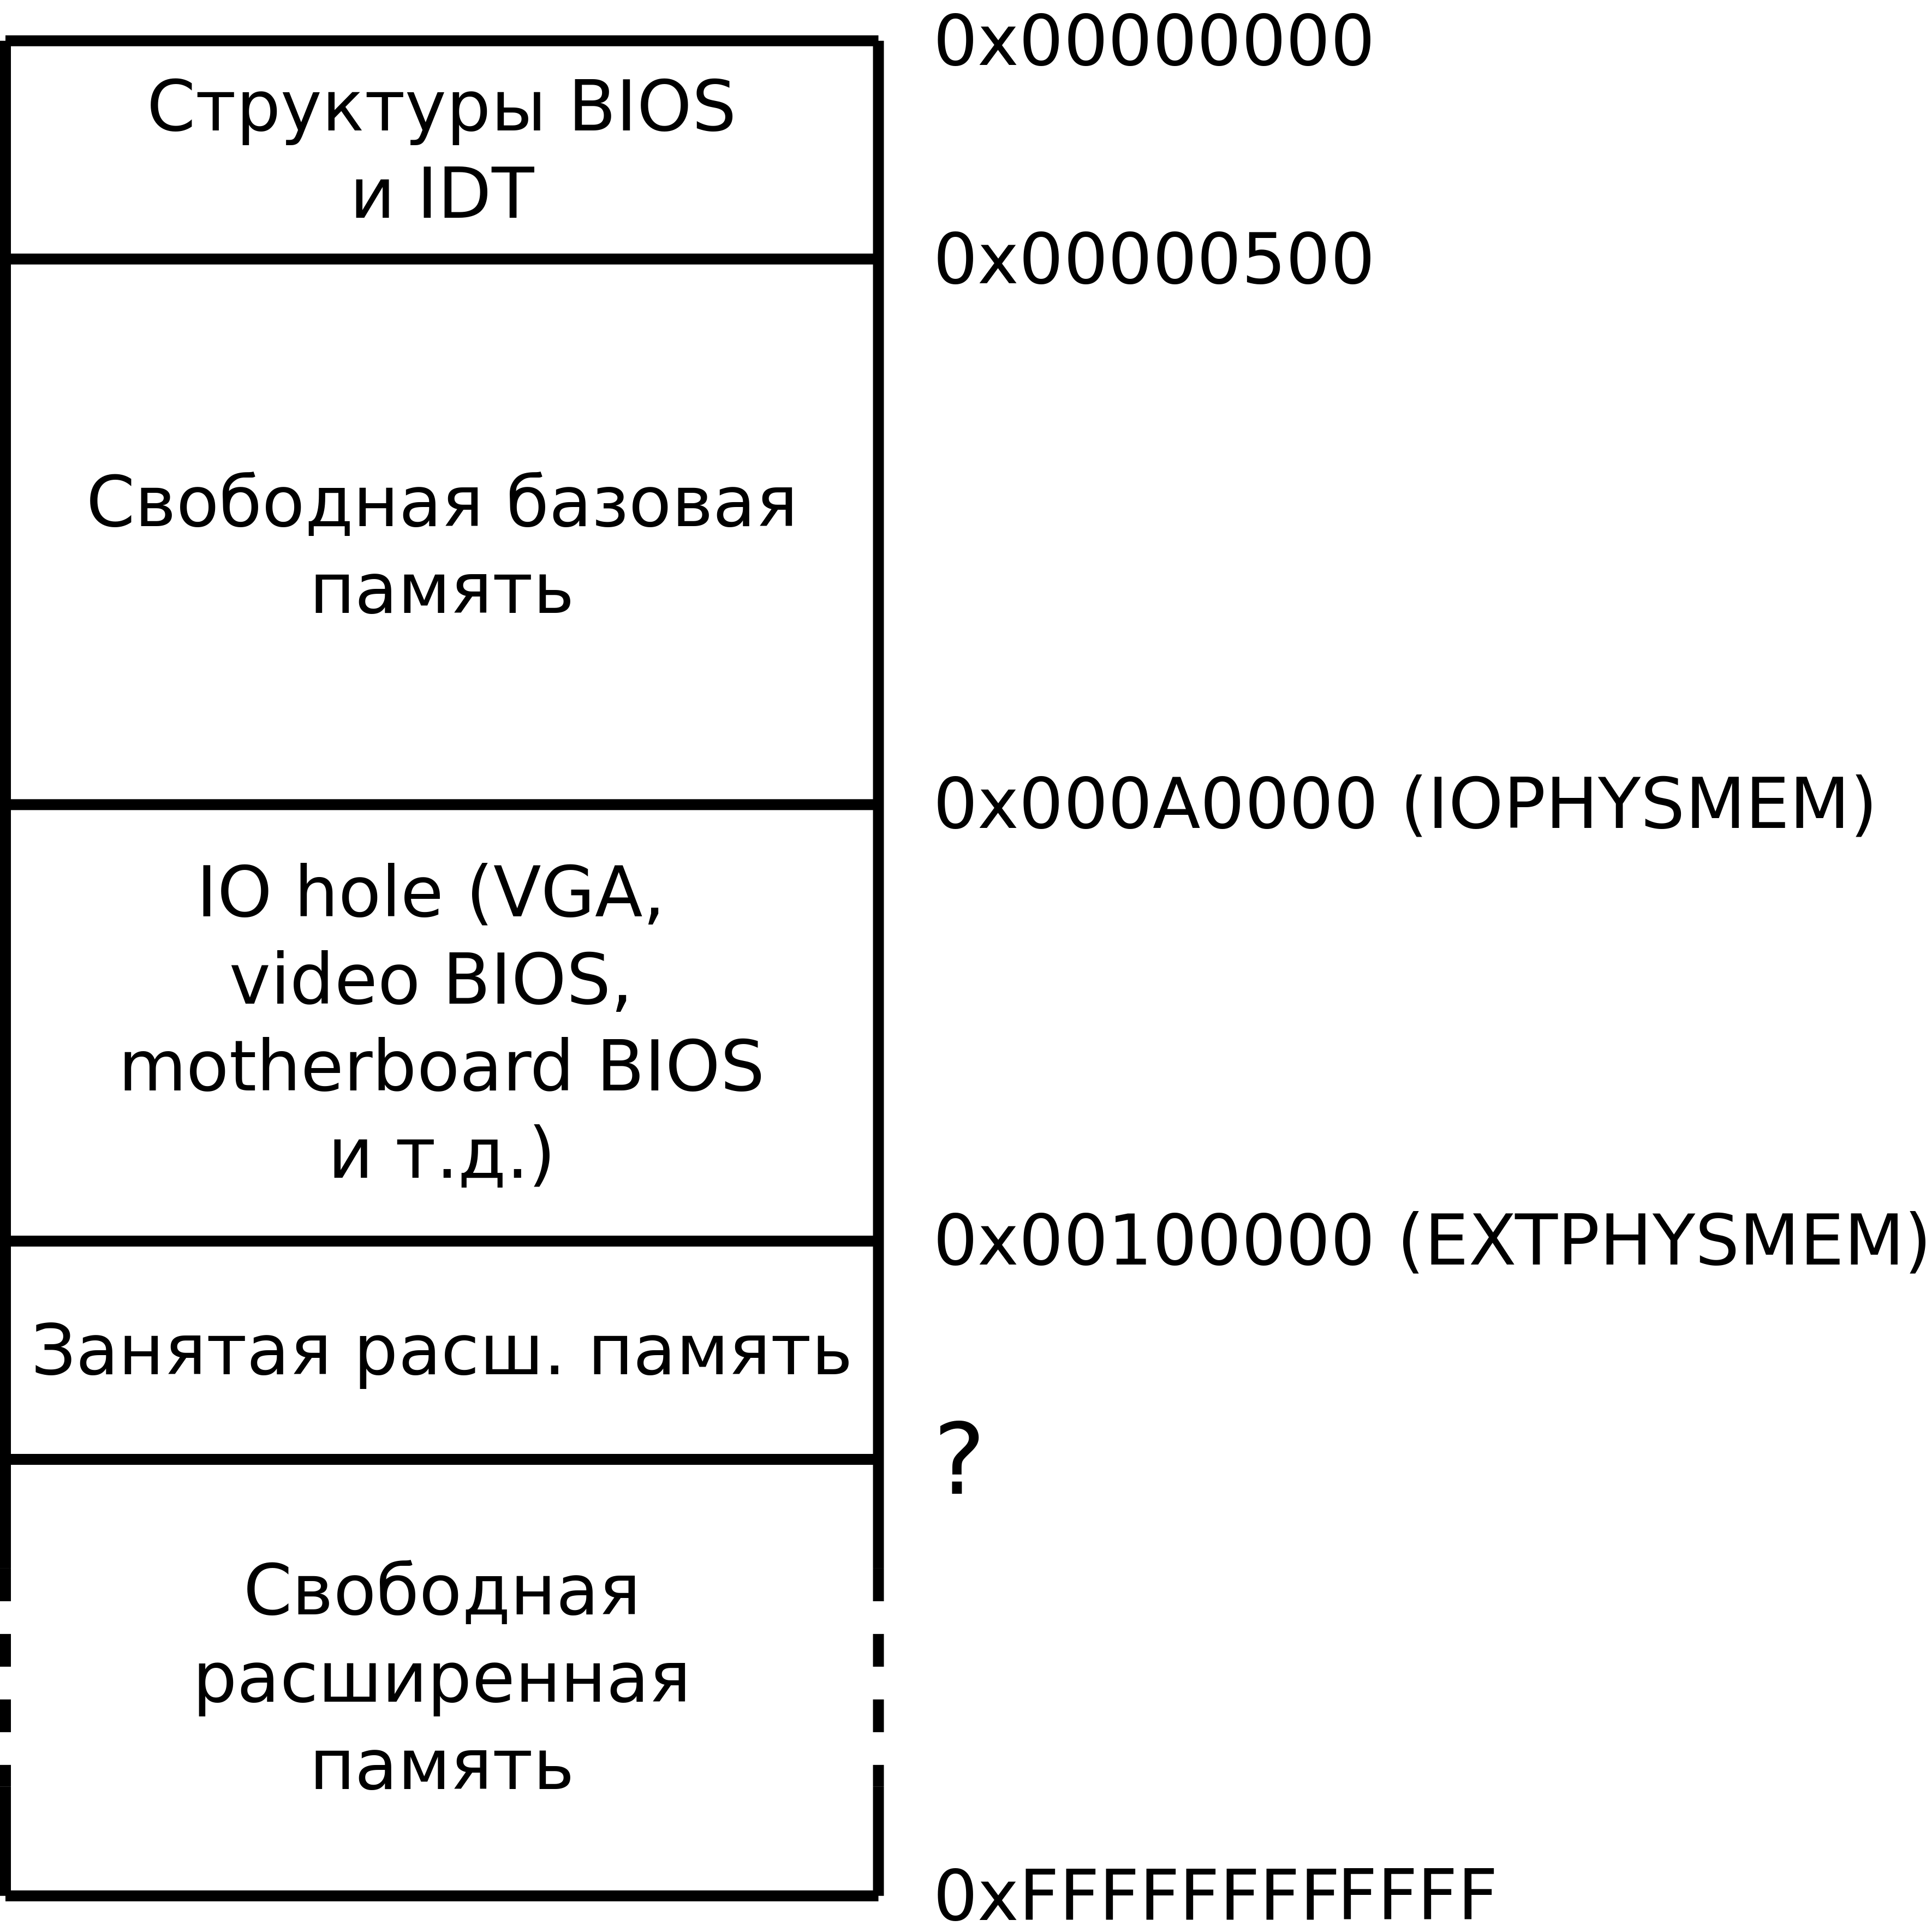 0x00000000
Структуры BIOS
и IDT
0x00000500
Свободная базовая
память
0x000A0000 (IOPHYSMEM)
IO hole (VGA,
video BIOS,
motherboard BIOS
и т.д.)
0x00100000 (EXTPHYSMEM)
Занятая расш. память
?
Свободная
расширенная
память
0xFFFFFFFFFFFF